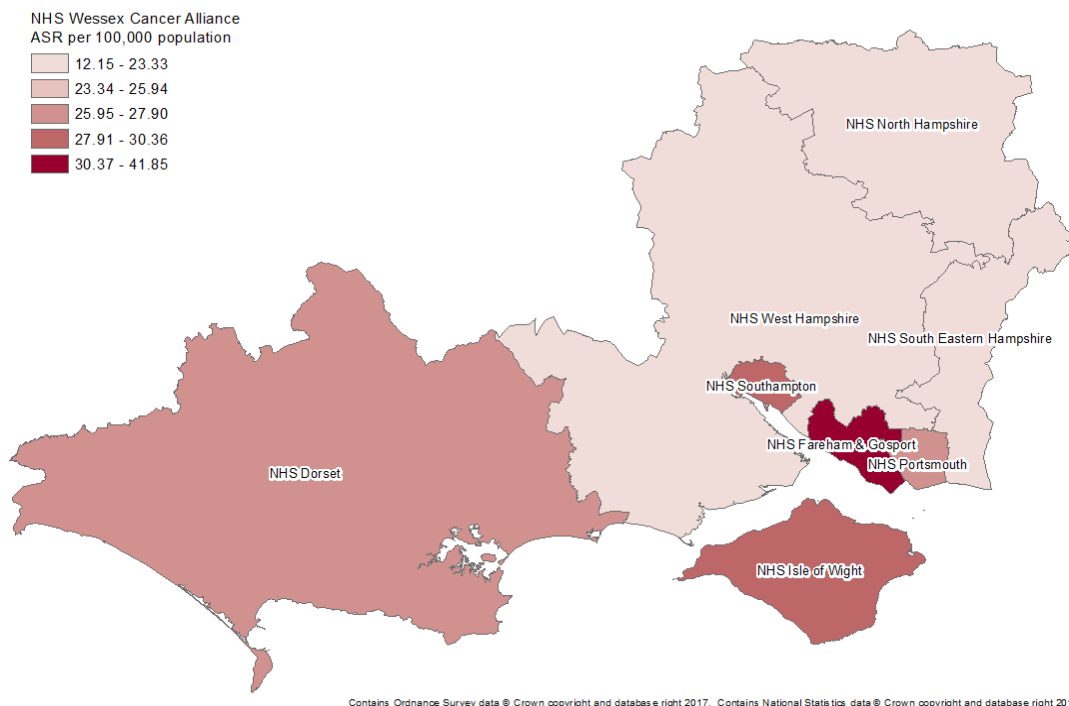 NHS Wessex Cancer Alliance
ASR per 100,000 population
12.15 - 23.33
23.34 - 25.94
25.95 - 27.90
27.91 - 30.36
30.37 - 41.85
NHS North Hampshire
NHS West Hampshire
NHS South Eastern Hampshire
NHS Southampton
NHS Fareham & Gosport
NHS Portsmouth
NHS Dorset
NHS Isle of Wight
Contains Ordnance Survey data © Crown copyright and database right 2017. Contains National Statistics data © Crown copyright and database right